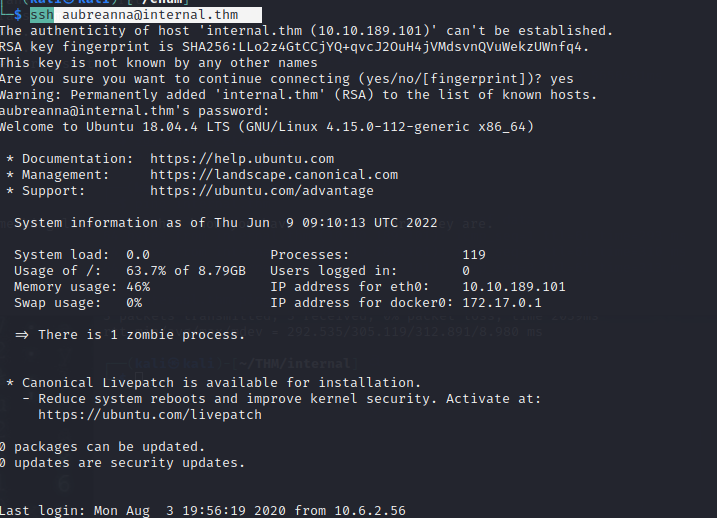 (kali㉿kali)-[~/enum]
└─$ ssh aubreanna@internal.thm
The authenticity of host 'internal.thm (10.10.189.101)' can't be established.
RSA key fingerprint is SHA256:LLo2z4GtCCjYQ+qvcJ2OuH4jVMdsvnQVuWekzUWnfq4.
This key is not known by any other names
Are you sure you want to continue connecting (yes/no/[fingerprint])? yes
Warning: Permanently added 'internal.thm' (RSA) to the list of known hosts.
aubreanna@internal.thm's password:
Welcome to Ubuntu 18.04.4 LTS (GNU/Linux 4.15.0-112-generic x86_64)
* Documentation:  https://help.ubuntu.com
* Management:     https://landscape.canonical.com
* Support:        https://ubuntu.com/advantage
System information as of Thu Jun  9 09:10:13 UTC 2022
System load:  0.0               Processes:              119
Usage of /:   63.7% of 8.79GB   Users logged in:        0
Memory usage: 46%               IP address for eth0:    10.10.189.101
Swap usage:   0%                IP address for docker0: 172.17.0.1
=> There is 1 zombie process.
* Canonical Livepatch is available for installation.
- Reduce system reboots and improve kernel security. Activate at:
https://ubuntu.com/livepatch
0 packages can be updated.
0 updates are security updates.
Last login: Mon Aug  3 19:56:19 2020 from 10.6.2.56